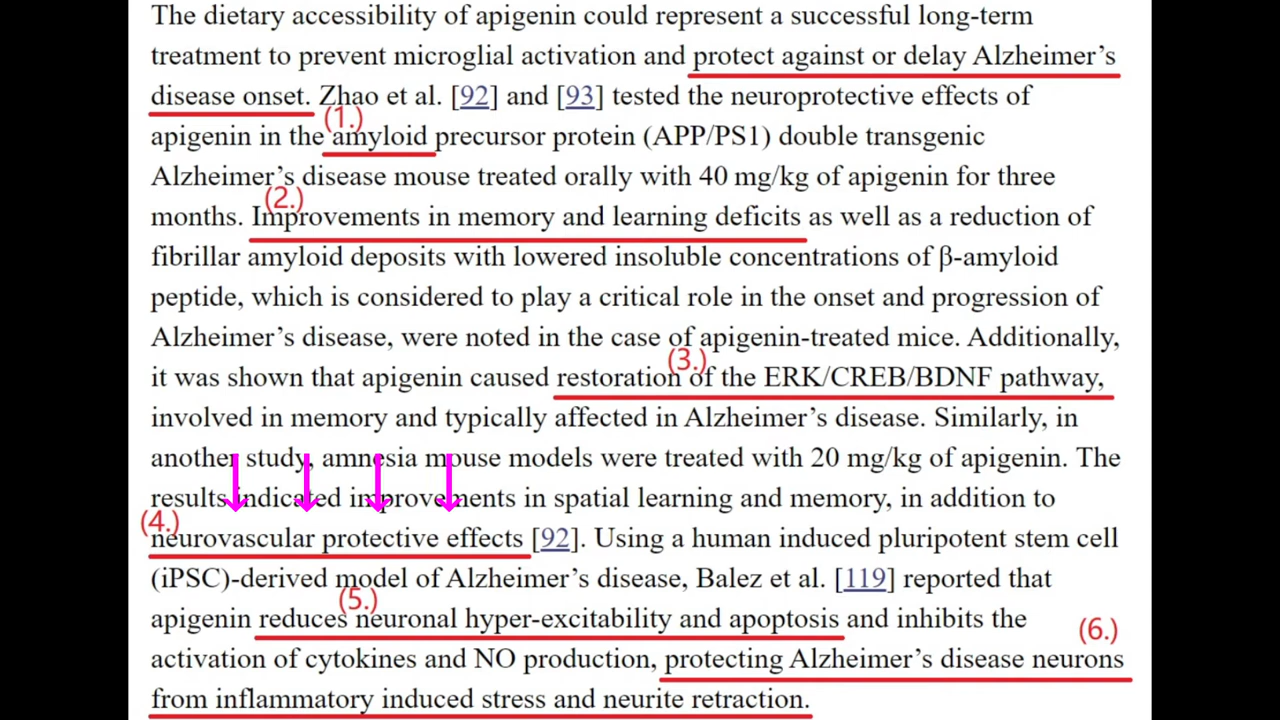 The dietary accessibility of apigenin could represent a successful long-term
treatment to prevent microglial activation and protect against or delay Alzheimer's
disease onset. Zhao et al. [92] and [93] tested the neuroprotective effects of
(1.)
apigenin in the amyloid precursor protein (APP/PS1) double transgenic
Alzheimer's disease mouse treated orally with 40 mg/kg of apigenin for three
(2.)
months. Improvements in memory and learning deficits as well as a reduction of
fibrillar amyloid deposits with lowered insoluble concentrations of β-amyloid
peptide, which is considered to play a critical role in the onset and progression of
Alzheimer's disease, were noted in the case of apigenin-treated mice. Additionally,
(3.)
it was shown that apigenin caused restoration of the ERK/CREB/BDNF pathway,
involved in memory and typically affected in Alzheimer's disease. Similarly, in
another study, amnesia mouse models were treated with 20 mg/kg of apigenin. The
results indicated improvements in spatial learning and memory, in addition to
(4.)
neurovascular protective effects [92]. Using a human induced pluripotent stem cell
(iPSC)-derived model of Alzheimer's disease, Balez et al. [119] reported that
(5.)
apigenin reduces neuronal hyper-excitability and apoptosis and inhibits the
(6.)
activation of cytokines and NO production, protecting Alzheimer's disease neurons
from inflammatory induced stress and neurite retraction.